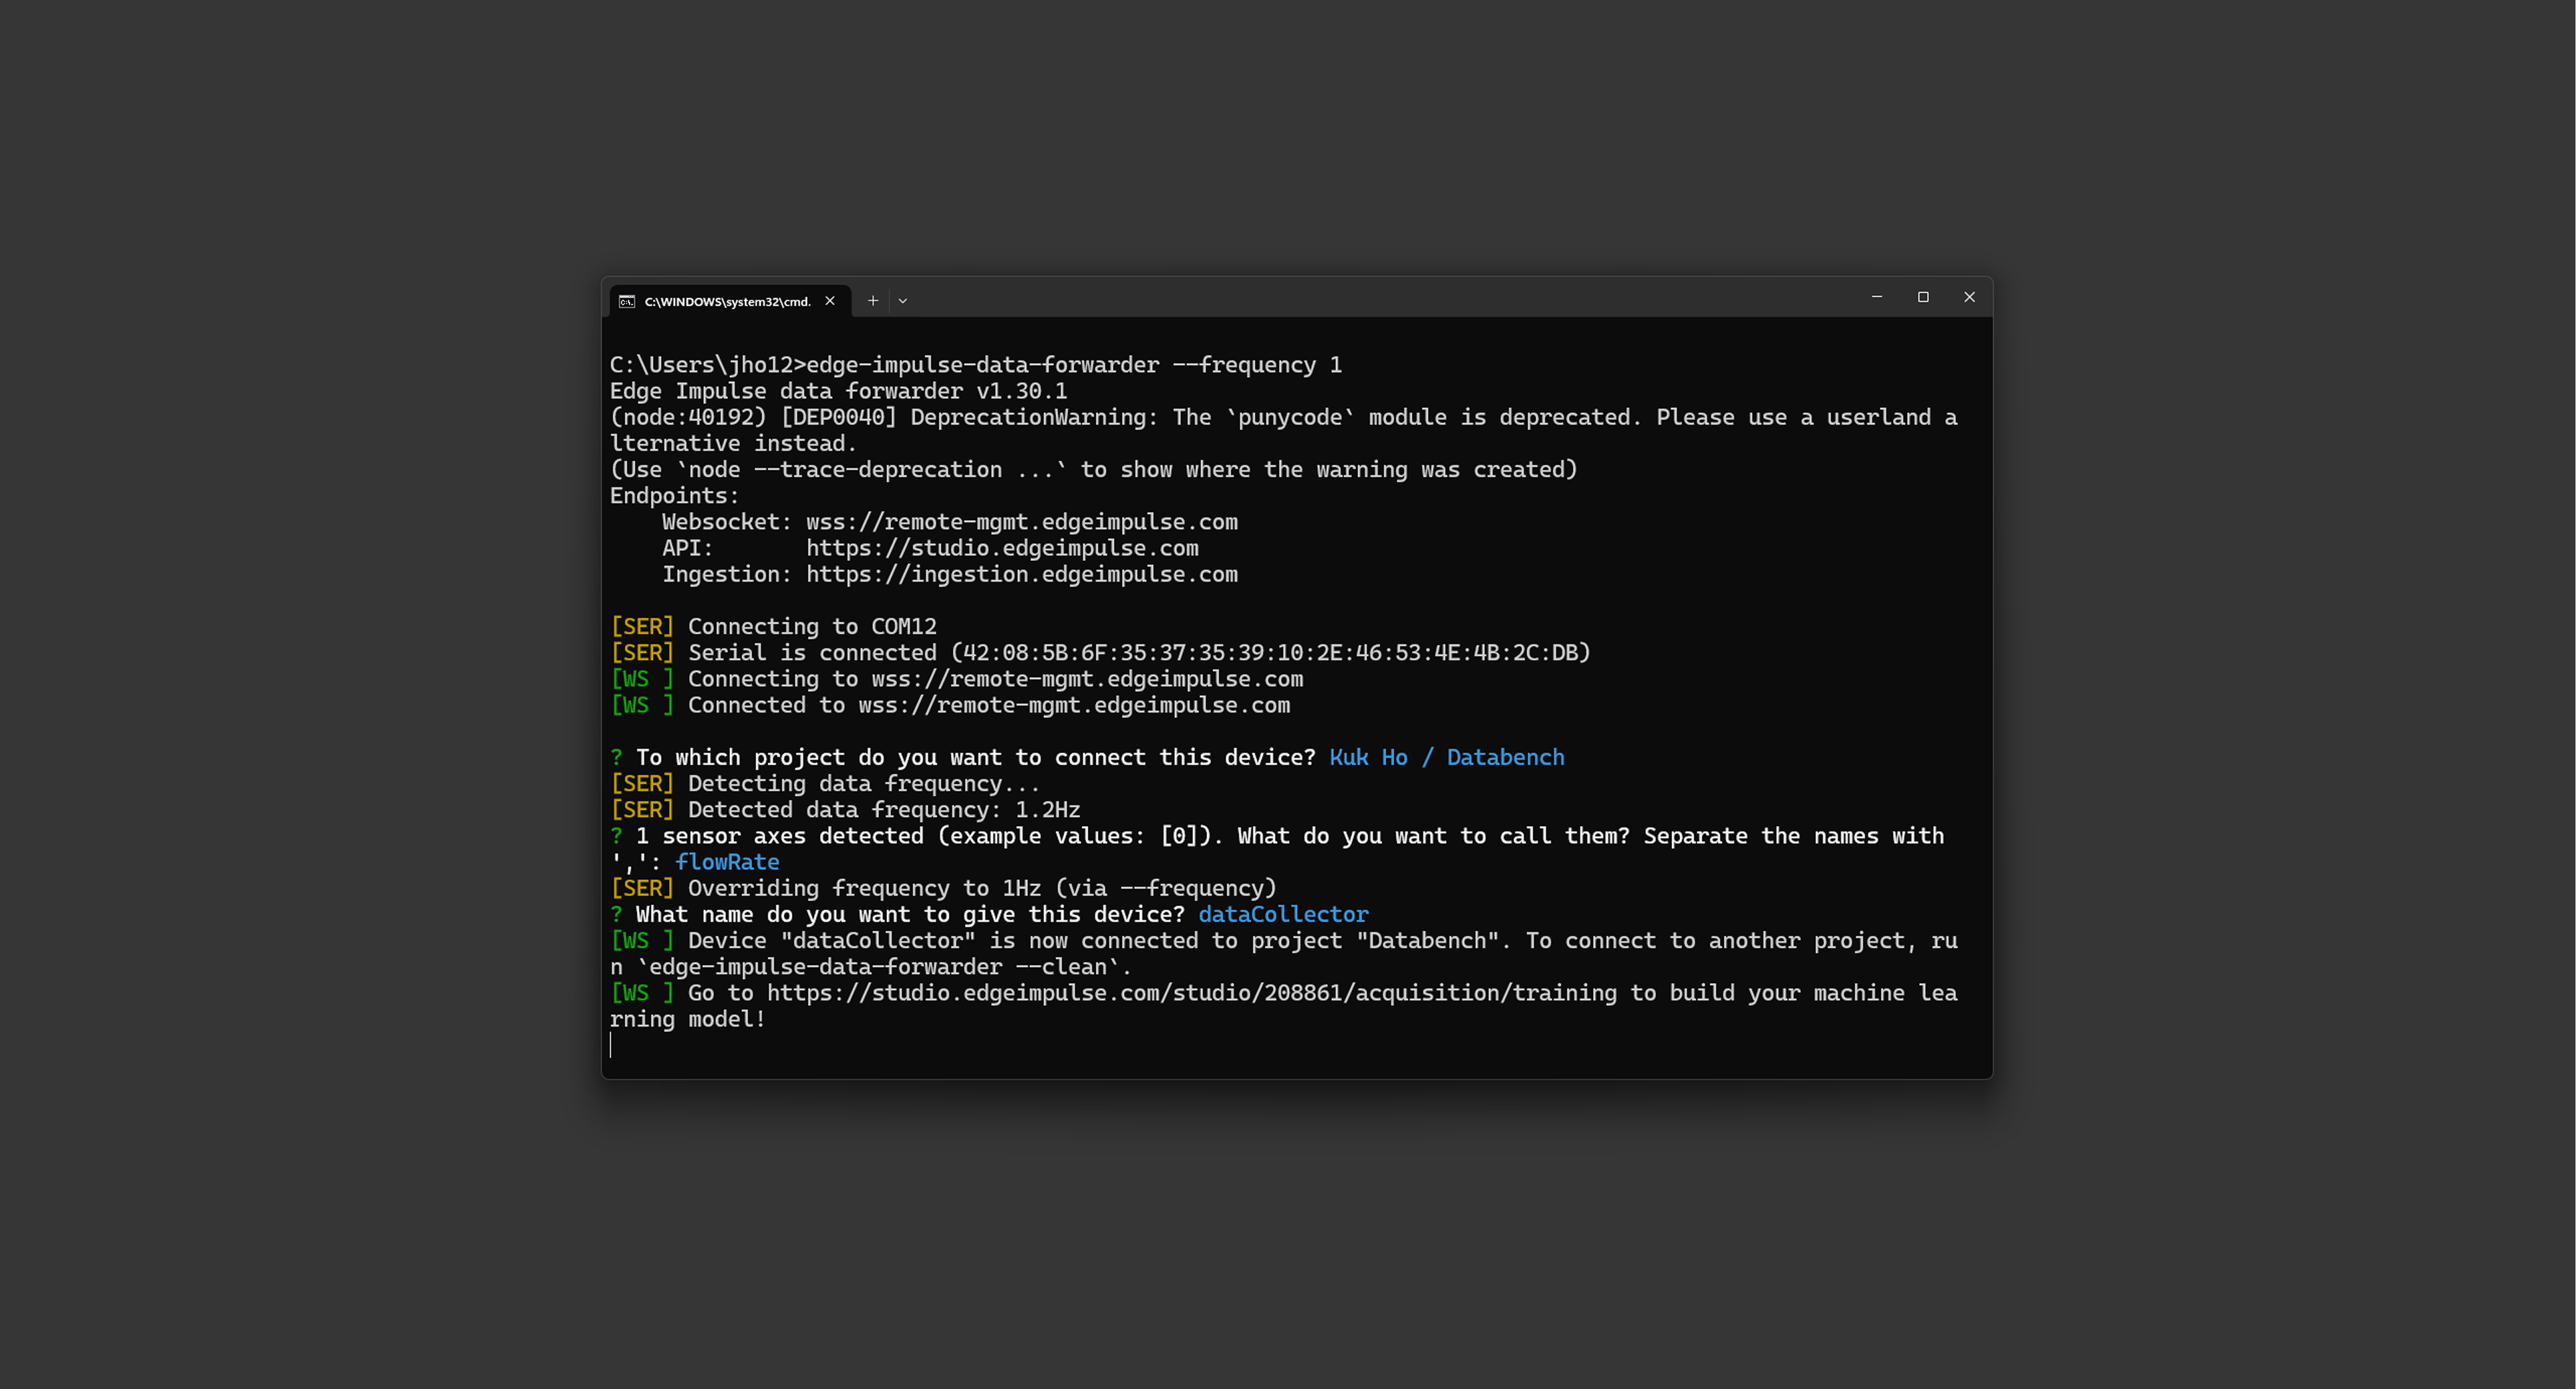 C:\WINDOWS\system32\cmd.
C:\Users\jho12>edge-impulse-data-forwarder --frequency 1
Edge Impulse data forwarder v1.30.1
(node:40192) [DEP0040] DeprecationWarning: The `punycode` module is deprecated. Please use a userland a
lternative instead.
(Use `node --trace-deprecation ...` to show where the warning was created)
Endpoints:
    Websocket: wss://remote-mgmt.edgeimpulse.com
    API:       https://studio.edgeimpulse.com
    Ingestion: https://ingestion.edgeimpulse.com
[SER] Connecting to COM12
[SER] Serial is connected (42:08:5B:6F:35:37:35:39:10:2E:46:53:4E:4B:2C:DB)
[WS ] Connecting to wss://remote-mgmt.edgeimpulse.com
[WS ] Connected to wss://remote-mgmt.edgeimpulse.com
? To which project do you want to connect this device? Kuk Ho / Databench
[SER] Detecting data frequency...
[SER] Detected data frequency: 1.2Hz
? 1 sensor axes detected (example values: [0]). What do you want to call them? Separate the names with
',': flowRate
[SER] Overriding frequency to 1Hz (via --frequency)
? What name do you want to give this device? dataCollector
[WS ] Device "dataCollector" is now connected to project "Databench". To connect to another project, ru
n `edge-impulse-data-forwarder --clean`.
[WS ] Go to https://studio.edgeimpulse.com/studio/208861/acquisition/training to build your machine lea
rning model!